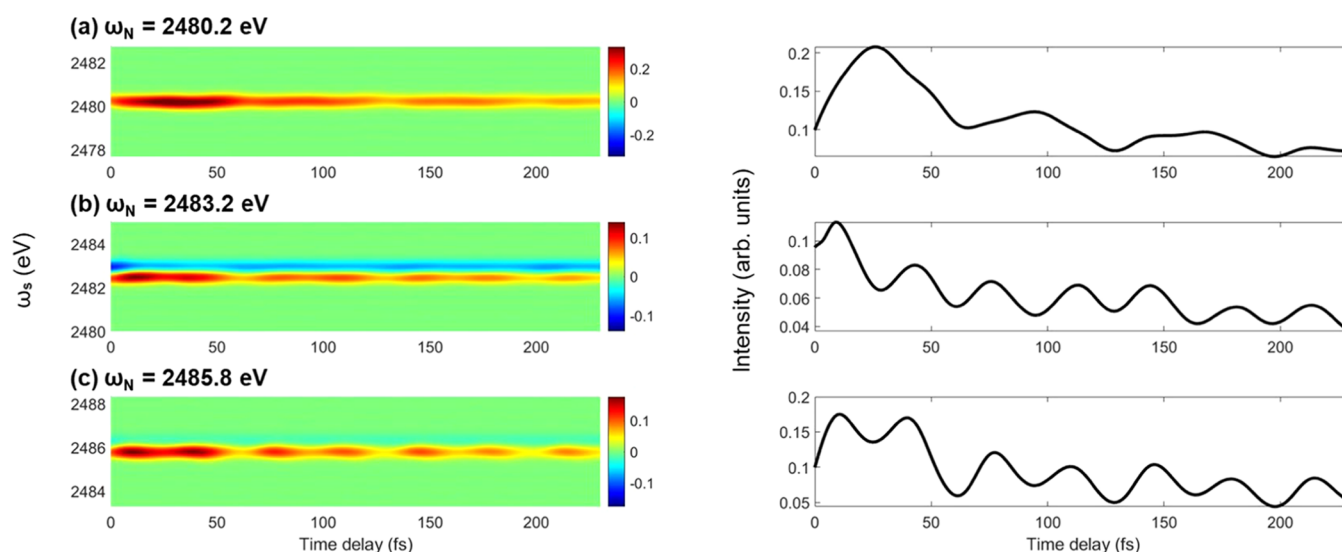 (a) ωN = 2480.2 eV
2482
2480
2478
0.2
0
-0.2
0 50 100 150 200
0.2
0.15
0.1
0 50 100 150 200
(b) ωN = 2483.2 eV
2484
2482
2480
0.1
0
-0.1
0 50 100 150 200
0.1
0.08
0.06
0.04
0 50 100 150 200
(c) ωN = 2485.8 eV
2488
2486
2484
0.1
0
-0.1
0 50 100 150 200
Time delay (fs)
0.2
0.15
0.1
0.05
0 50 100 150 200
Time delay (fs)
ωs (eV)
Intensity (arb. units)